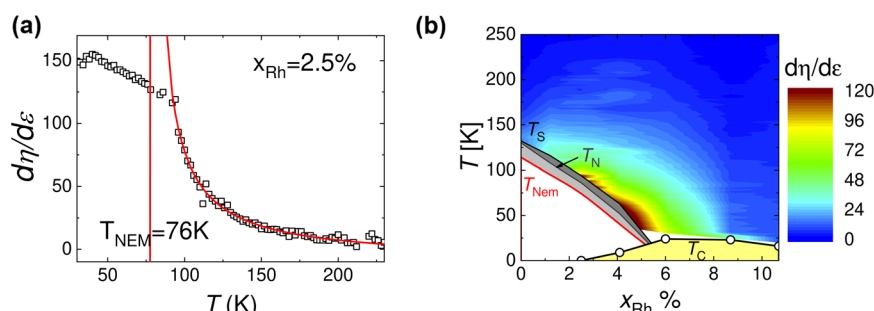 (a)
dη/dε
150
100
50
0
x_Rh=2.5%
T_NEM=76K
50 100 150 200
T (K)
(b)
T [K]
250
200
150
100
50
0
T_S
T_N
T_Nem
T_C
0 2 4 6 8 10
x_Rh %
dη/dε
120
96
72
48
24
0